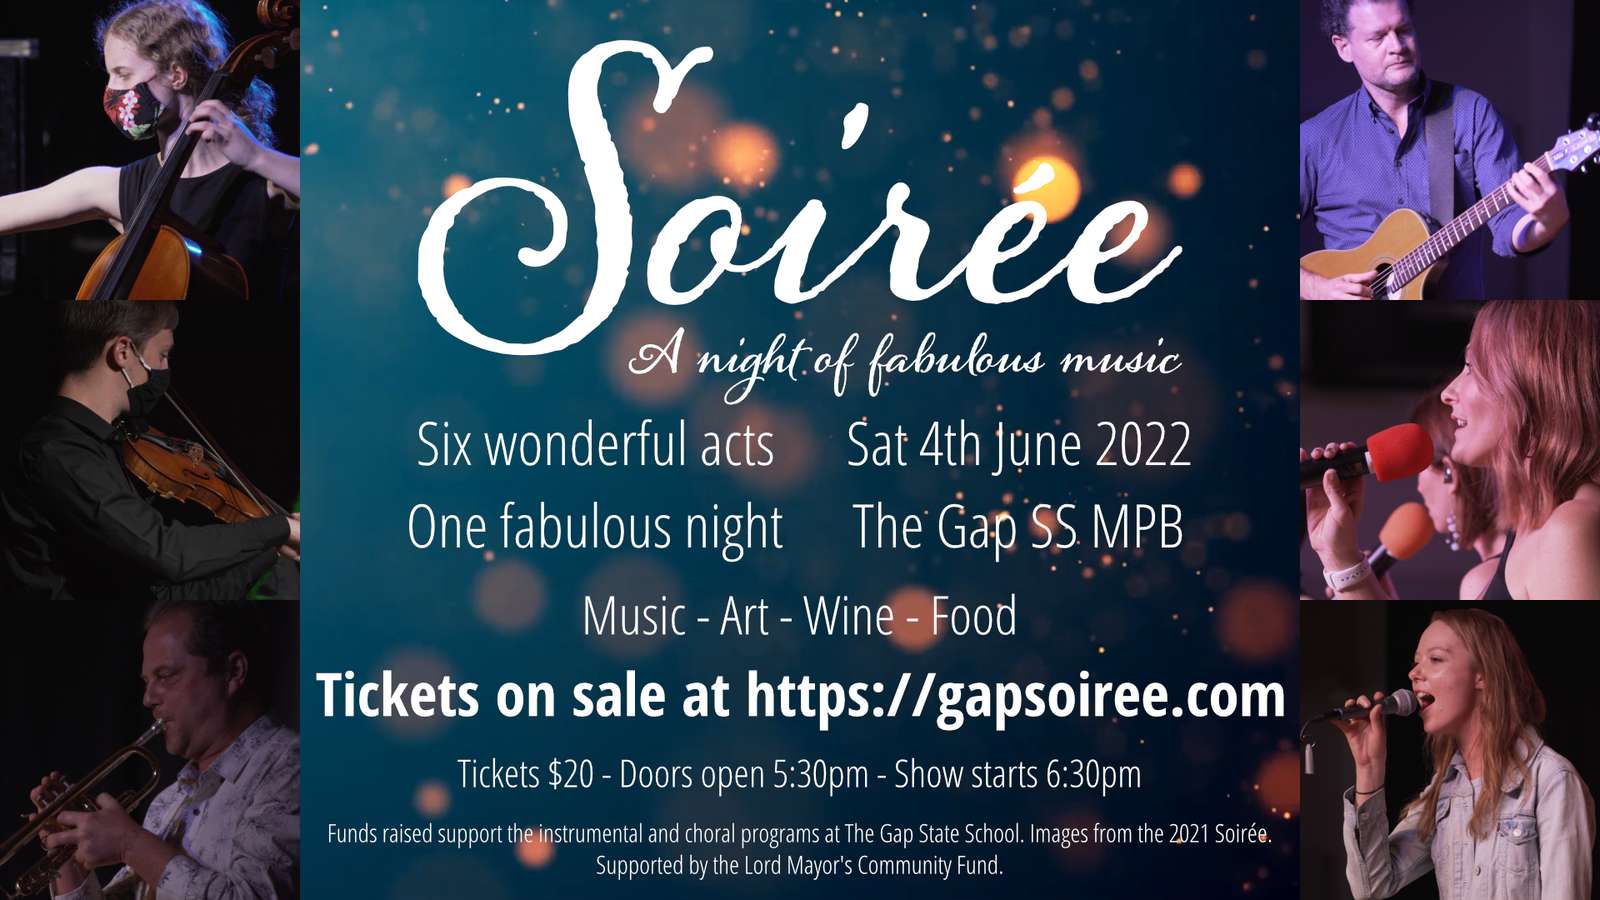 Soirée
A night of fabulous music
Six wonderful acts
Sat 4th June 2022
One fabulous night
The Gap SS MPB
Music - Art - Wine - Food
Tickets on sale at https://gapsoiree.com
Tickets $20 - Doors open 5:30pm - Show starts 6:30pm
Funds raised support the instrumental and choral programs at The Gap State School. Images from the 2021 Soirée.
Supported by the Lord Mayor's Community Fund.